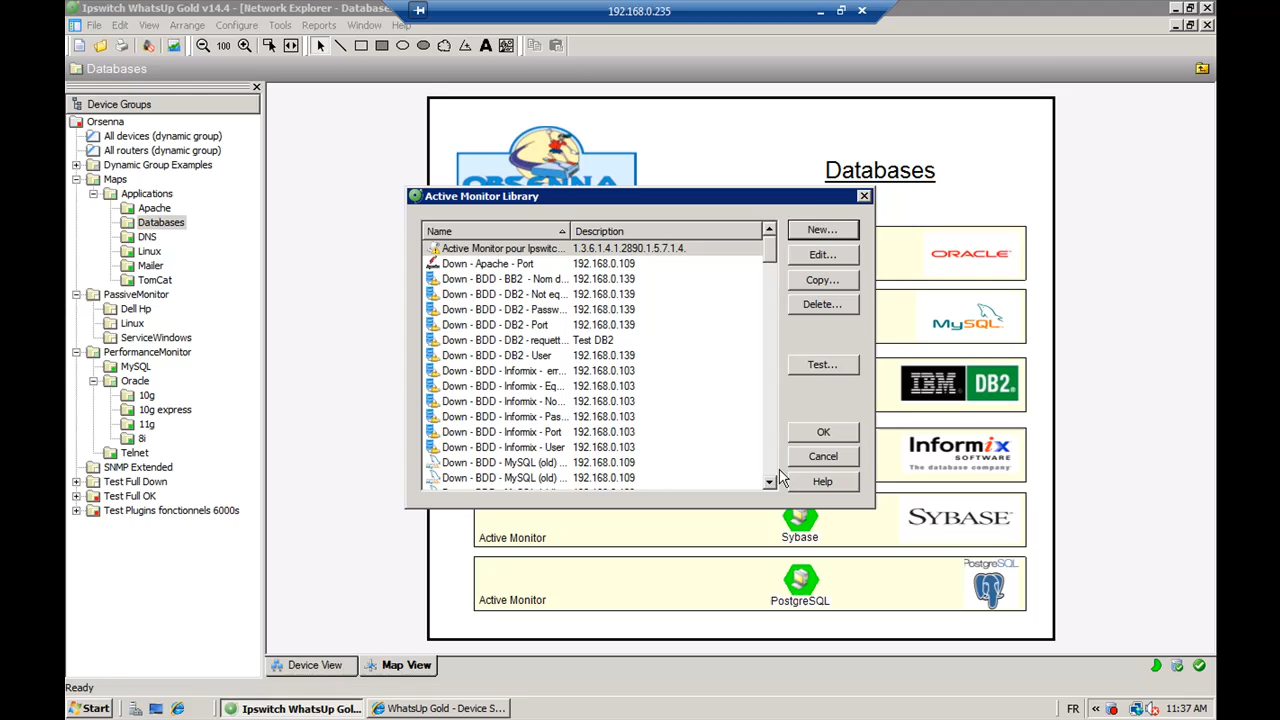 Ipswitch WhatsUp Gold v14.4 - [Network Explorer - Database
192.168.0.235
File Edit View Arrange Configure Tools Reports Window Help
100
Databases
Device Groups
Orsenna
All devices (dynamic group)
All routers (dynamic group)
Dynamic Group Examples
Maps
Applications
Apache
Databases
DNS
Linux
Mailer
TomCat
PassiveMonitor
Dell Hp
Linux
ServiceWindows
PerformanceMonitor
MySQL
Oracle
10g
10g express
11g
8i
Telnet
SNMP Extended
Test Full Down
Test Full OK
Test Plugins fonctionnels 6000s
Databases
Active Monitor Library
Name Description
Active Monitor pour Ipswitc... 1.3.6.1.4.1.2890.1.5.7.1.4.
Down - Apache - Port 192.168.0.109
Down - BDD - BB2 - Nom d... 192.168.0.139
Down - BDD - DB2 - Not eq... 192.168.0.139
Down - BDD - DB2 - Passw... 192.168.0.139
Down - BDD - DB2 - Port 192.168.0.139
Down - BDD - DB2 - requett... Test DB2
Down - BDD - DB2 - User 192.168.0.139
Down - BDD - Informix - err... 192.168.0.103
Down - BDD - Informix - Eq... 192.168.0.103
Down - BDD - Informix - No... 192.168.0.103
Down - BDD - Informix - Pas... 192.168.0.103
Down - BDD - Informix - Port 192.168.0.103
Down - BDD - Informix - User 192.168.0.103
Down - BDD - MySQL (old) ... 192.168.0.109
Down - BDD - MySQL (old) ... 192.168.0.109
New...
Edit...
Copy...
Delete...
Test...
OK
Cancel
Help
ORACLE
MySQL
IBM DB2
Informix
SOFTWARE
The database company
Active Monitor
Sybase
SYBASE
Active Monitor
PostgreSQL
PostgreSQL
Device View Map View
Ready
Start
Ipswitch WhatsUp Gol...
WhatsUp Gold - Device S...
FR
11:37 AM